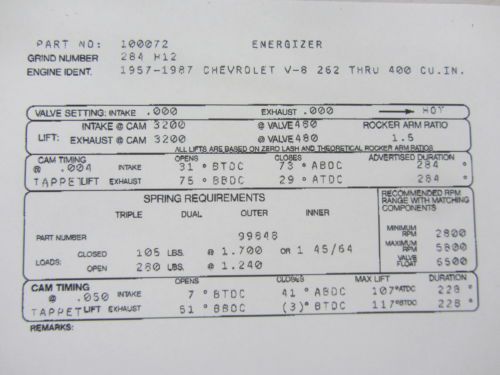 PART NO: 100072 ENERGIZER
GRIND NUMBER 284 H12
ENGINE IDENT. 1957-1987 CHEVROLET V-8 262 THRU 400 CU.IN.
VALVE SETTING: INTAKE .000 EXHAUST .000 HOT
INTAKE @ CAM 3200 @ VALVE 480 ROCKER ARM RATIO
LIFT: EXHAUST @ CAM 3200 @ VALVE 480 1.5
ALL LIFTS ARE BASED ON ZERO LASH AND THEORETICAL ROCKER ARM RATIOS
CAM TIMING OPENS CLOSES ADVERTISED DURATION
@ .004 INTAKE 31 ° BTDC 73 ° ABDC 284 °
TAPPET LIFT EXHAUST 75 ° BBDC 29 ° ATDC 284 °
SPRING REQUIREMENTS RECOMMENDED RPM RANGE WITH MATCHING COMPONENTS
TRIPLE DUAL OUTER INNER
PART NUMBER 99848 MINIMUM RPM 2800
LOADS: CLOSED 105 LBS. @ 1.700 OR 1 45/64 MAXIMUM RPM 5800
OPEN 280 LBS. @ 1.240 VALVE FLOAT 6500
CAM TIMING OPENS CLOSES MAX LIFT DURATION
@ .050 INTAKE 7 ° BTDC 41 ° ABDC 107 °ATDC 228 °
TAPPET LIFT EXHAUST 51 ° BBDC (3) ° BTDC 117 °BTDC 228 °
REMARKS: